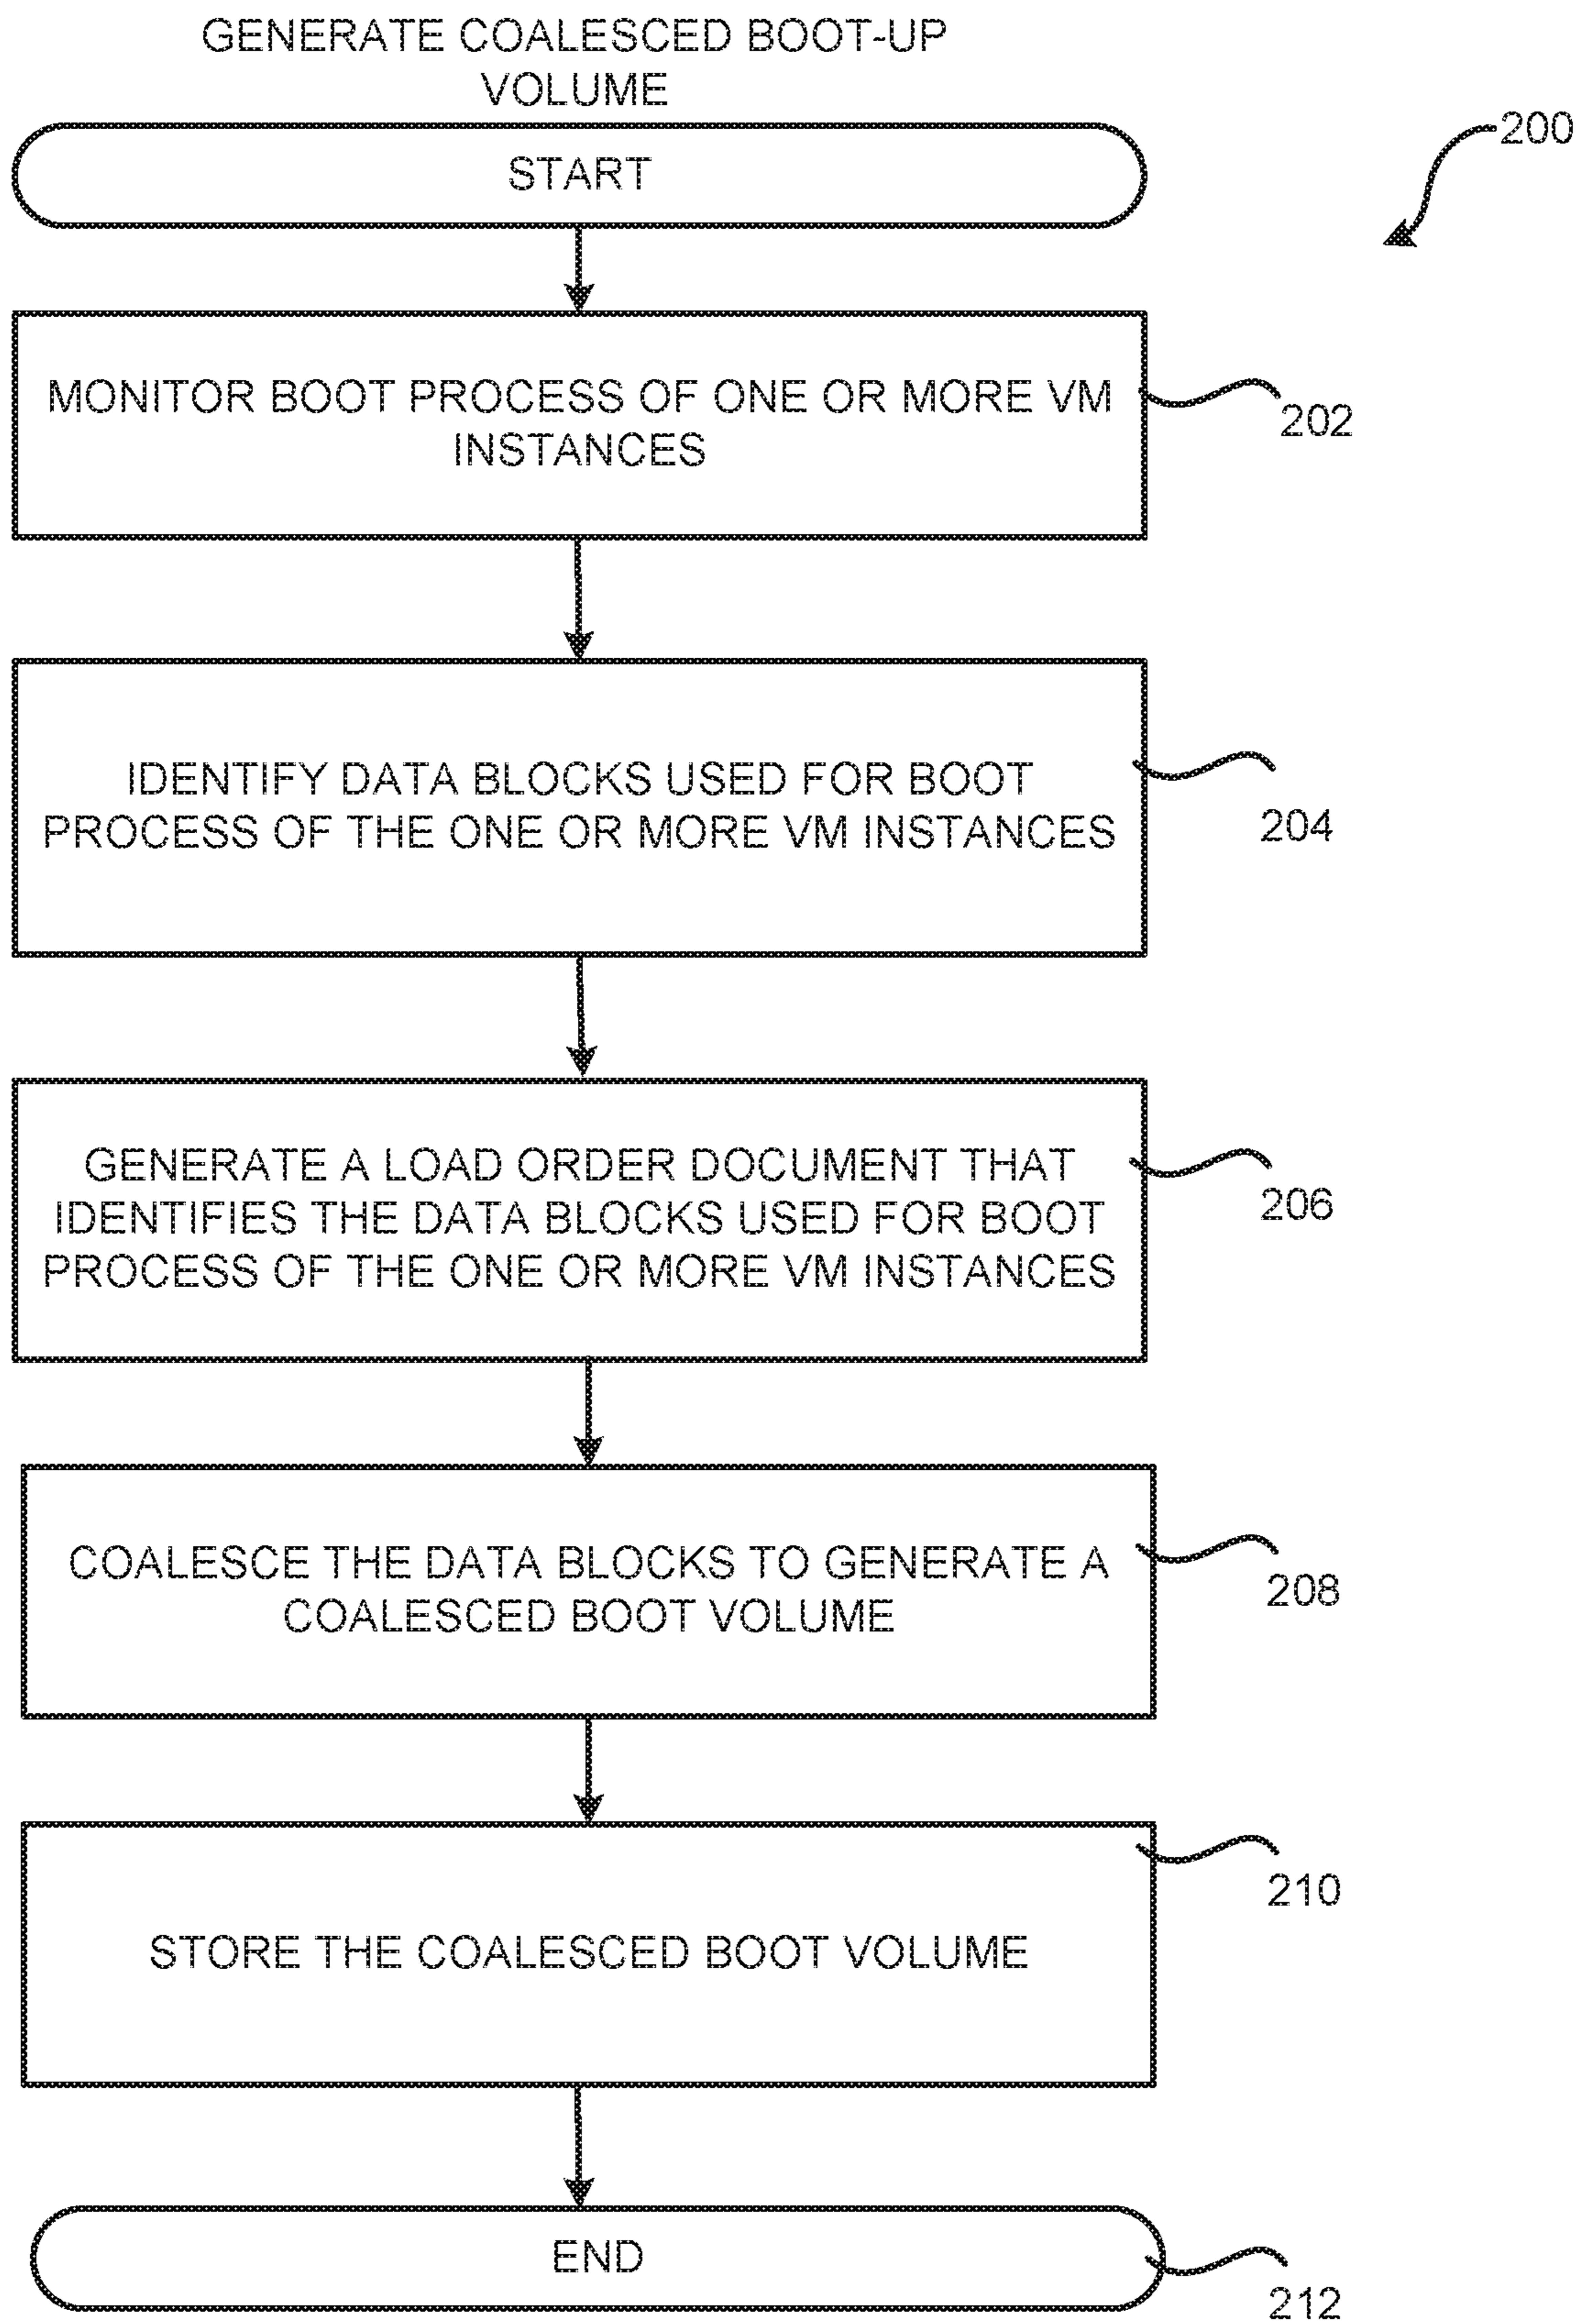 GENERATE COALESCED BOOT-UP
VOLUME
START
200
MONITOR BOOT PROCESS OF ONE OR MORE VM
INSTANCES
202
IDENTIFY DATA BLOCKS USED FOR BOOT
PROCESS OF THE ONE OR MORE VM INSTANCES
204
GENERATE A LOAD ORDER DOCUMENT THAT
IDENTIFIES THE DATA BLOCKS USED FOR BOOT
PROCESS OF THE ONE OR MORE VM INSTANCES
206
COALESCE THE DATA BLOCKS TO GENERATE A
COALESCED BOOT VOLUME
208
STORE THE COALESCED BOOT VOLUME
210
END
212